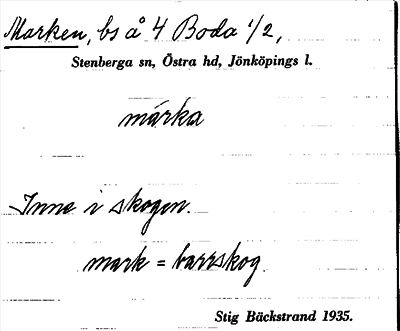 Marken, bs å 4 Boda 1/2,
Stenberga sn, Östra hd, Jönköpings l.
márka
Inne i skogen.
mark = barrskog.
Stig Bäckstrand 1935.